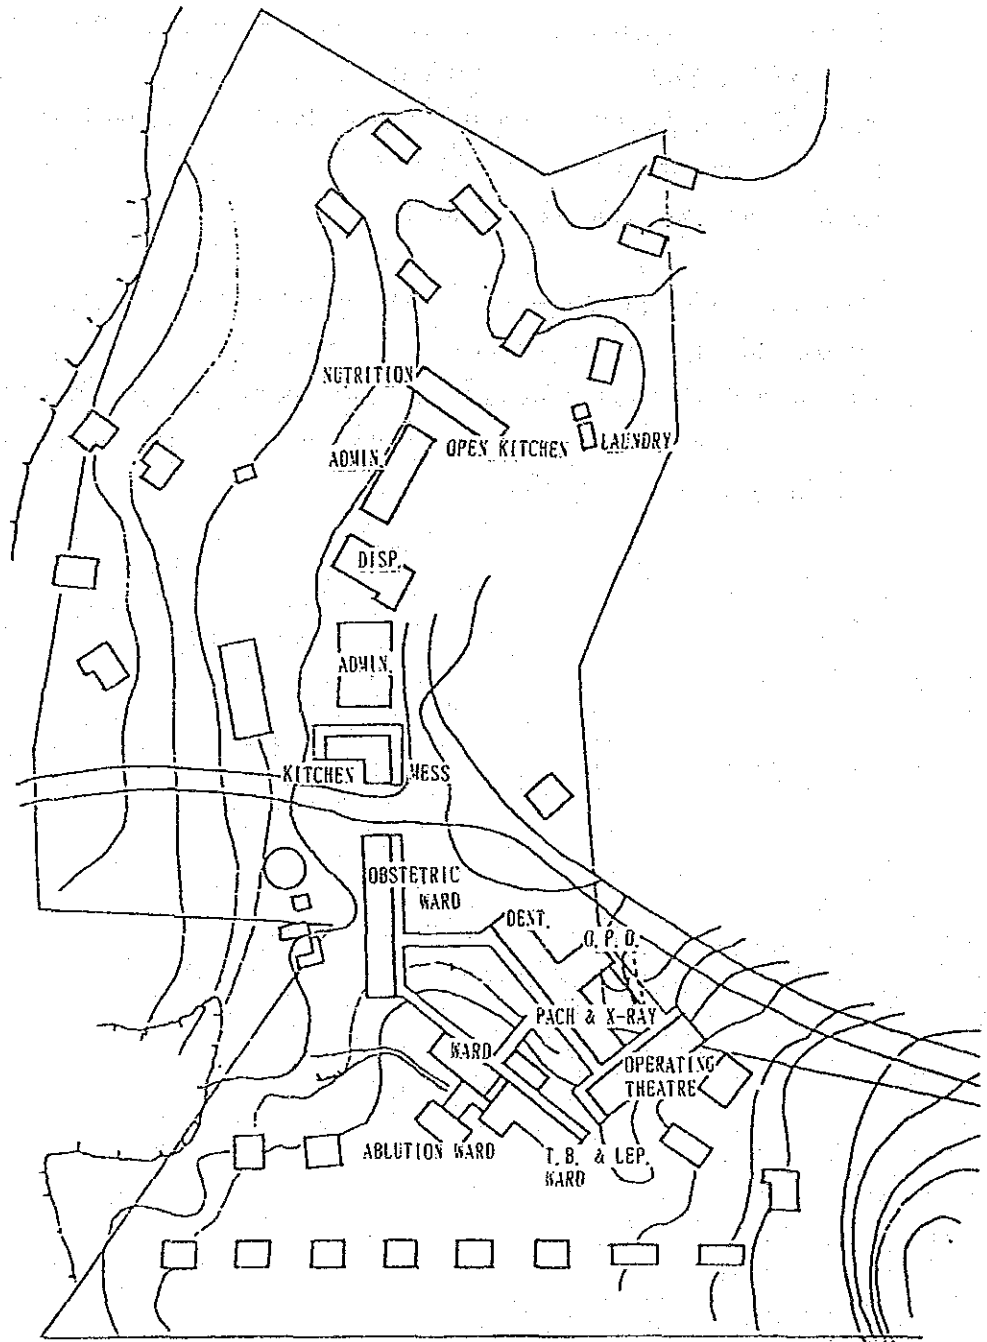 NUTRITION
ADMIN.
OPEN KITCHEN
LAUNDRY
DISP.
ADMIN.
KITCHEN
MESS
OBSTETRIC
WARD
DENT.
O.P.D.
PACH & X-RAY
WARD
OPERATING
THEATRE
ABLUTION WARD
T.B. & LEP.
WARD